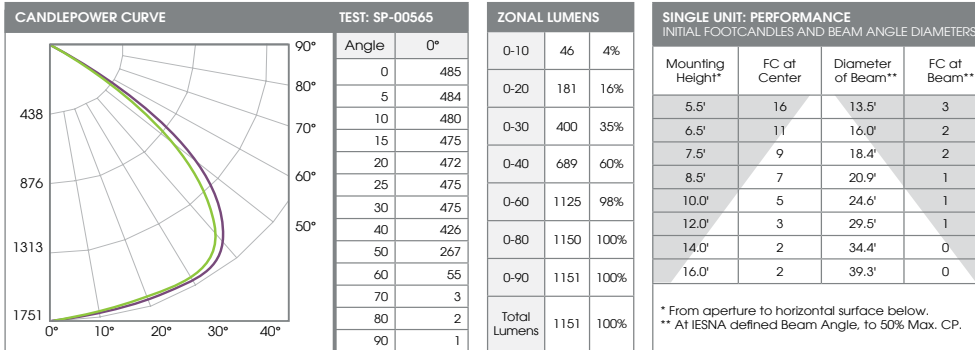 CANDLEPOWER CURVE TEST: SP-00565
438
876
1313
1751
0° 10° 20° 30° 40°
90°
80°
70°
60°
50°
Angle 0°
0 485
5 484
10 480
15 475
20 472
25 475
30 475
40 426
50 267
60 55
70 3
80 2
90 1
ZONAL LUMENS
0-10 46 4%
0-20 181 16%
0-30 400 35%
0-40 689 60%
0-60 1125 98%
0-80 1150 100%
0-90 1151 100%
Total
Lumens 1151 100%
SINGLE UNIT: PERFORMANCE
INITIAL FOOTCANDLES AND BEAM ANGLE DIAMETERS
Mounting FC at Diameter FC at
Height* Center of Beam** Beam**
5.5' 16 13.5' 3
6.5' 11 16.0' 2
7.5' 9 18.4' 2
8.5' 7 20.9' 1
10.0' 5 24.6' 1
12.0' 3 29.5' 1
14.0' 2 34.4' 0
16.0' 2 39.3' 0
* From aperture to horizontal surface below.
** At IESNA defined Beam Angle, to 50% Max. CP.